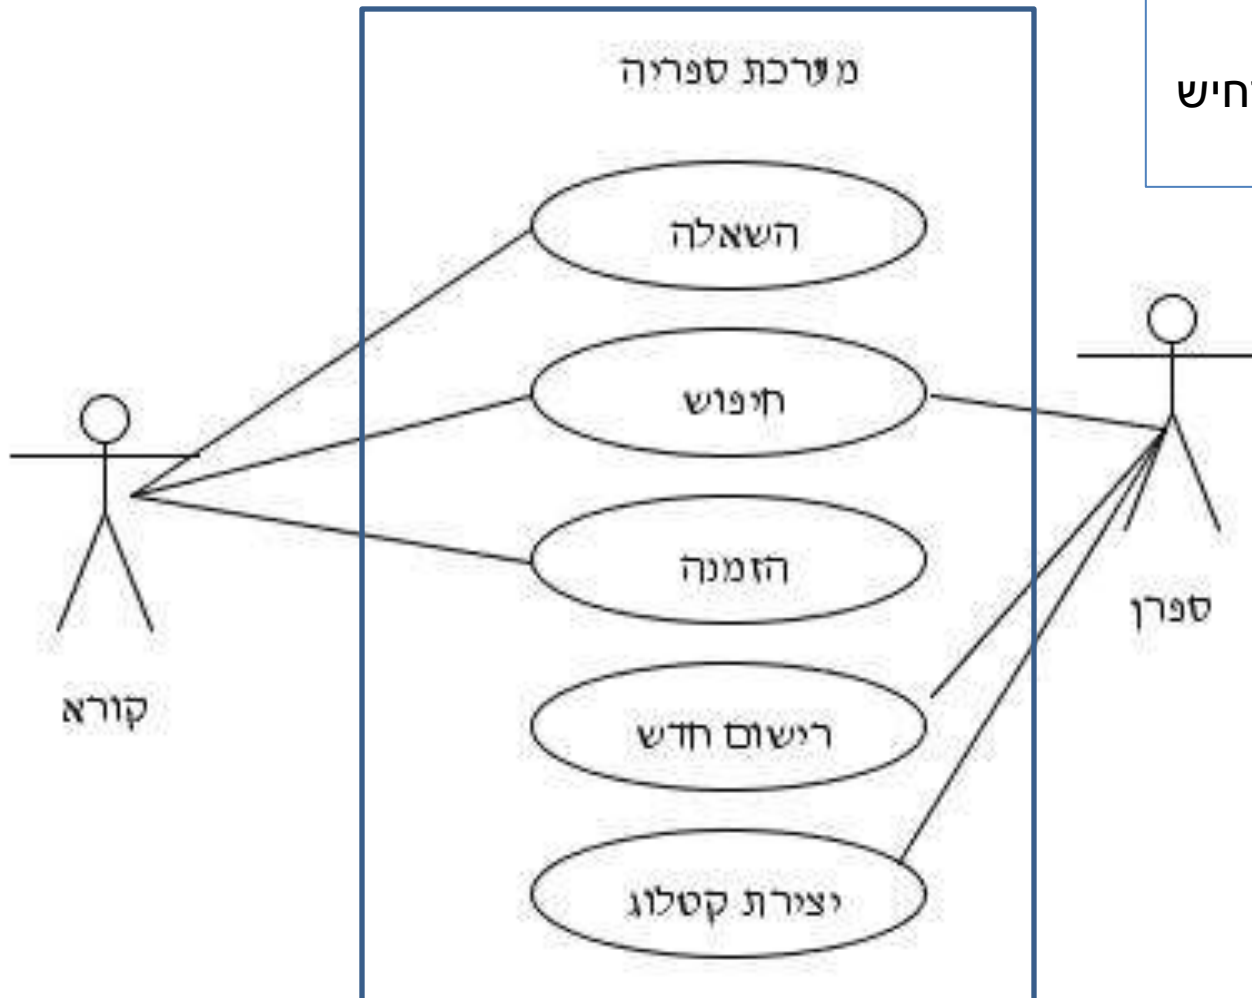 מערכת ספריה
השאלה
חיפוש
הזמנה
רישום חדש
יצירת קטלוג
ספרן
קורא